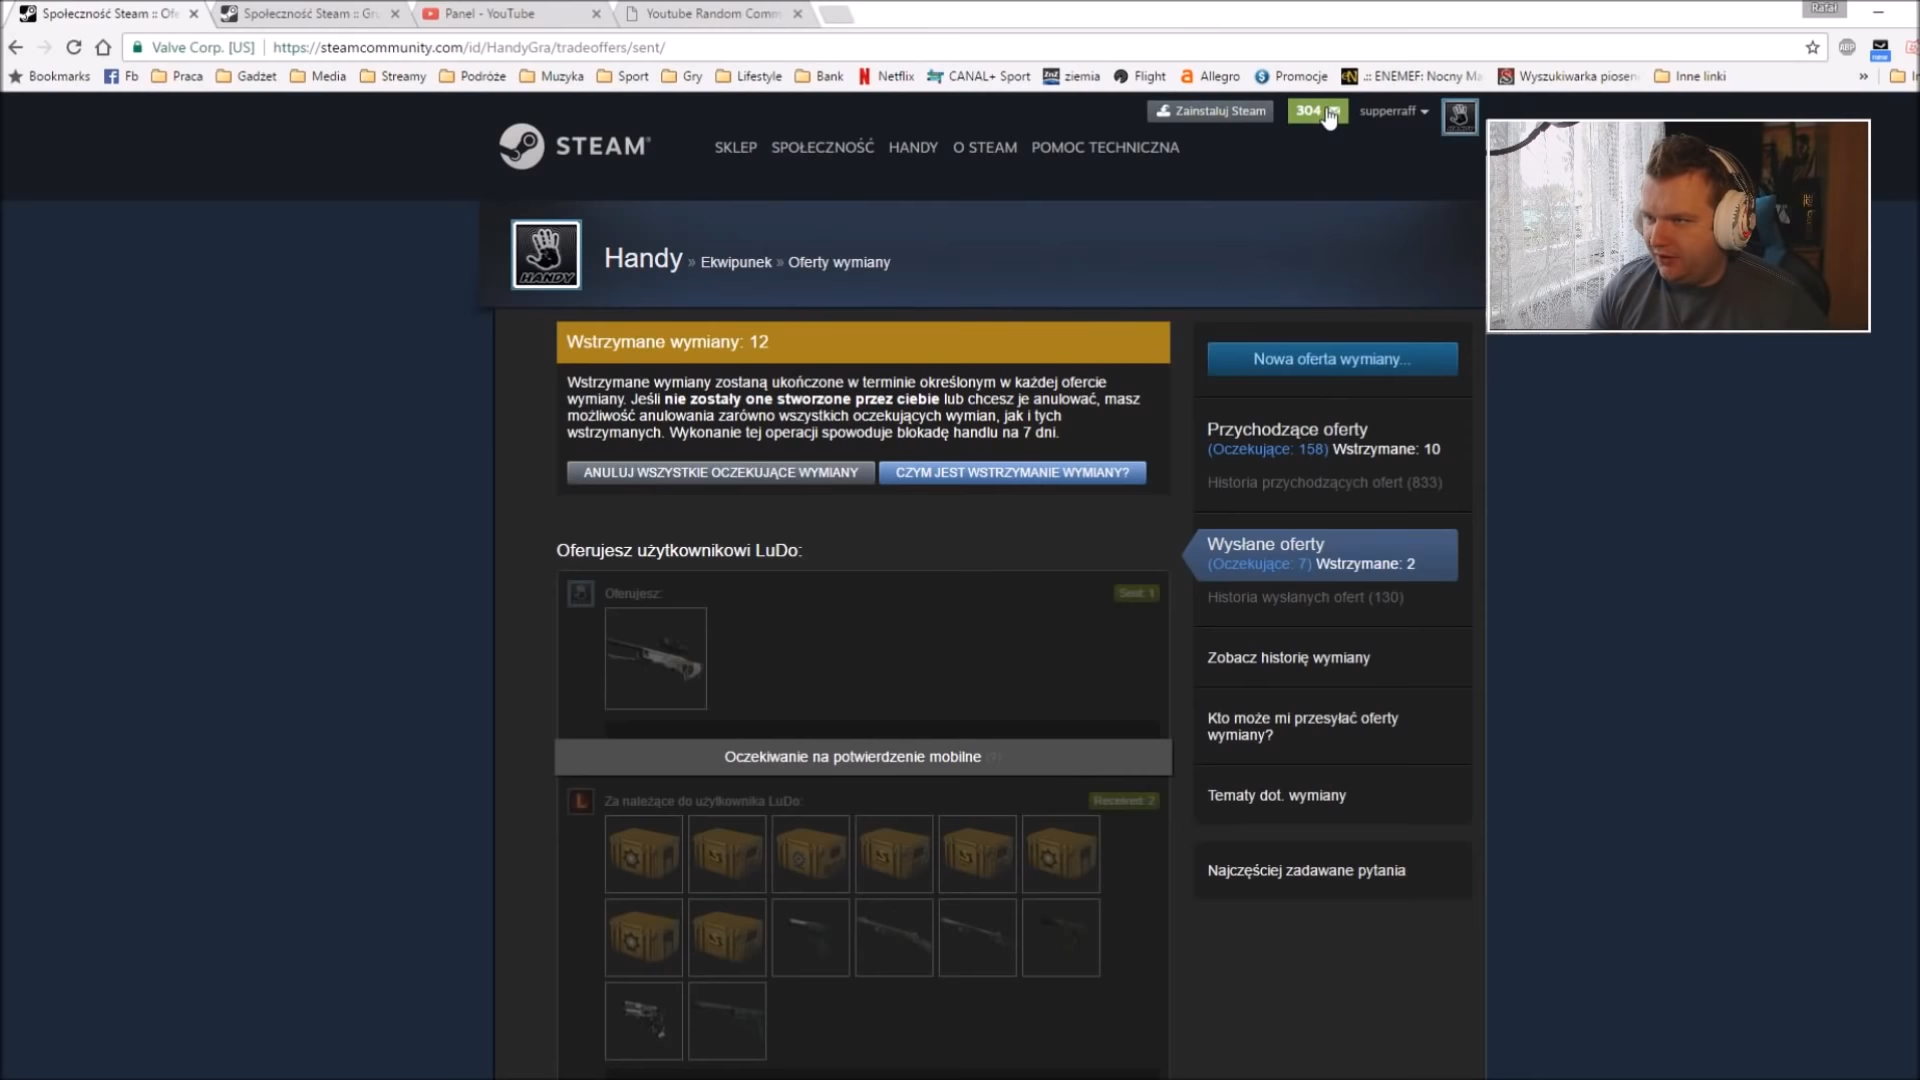 Społeczność Steam :: Ofe
Społeczność Steam :: Gr
Panel - YouTube
Youtube Random Comm
Rafał
Valve Corp. [US]
https://steamcommunity.com/id/HandyGra/tradeoffers/sent/
ABP
new
Bookmarks
Fb
Praca
Gadżet
Media
Streamy
Podróże
Muzyka
Sport
Gry
Lifestyle
Bank
Netflix
CANAL+ Sport
ziemia
Flight
Allegro
Promocje
.:: ENEMEF: Nocny Ma
Wyszukiwarka piosen
Inne linki
»
Zainstaluj Steam
304
supperraff
STEAM
SKLEP
SPOŁECZNOŚĆ
HANDY
O STEAM
POMOC TECHNICZNA
HANDY
Handy » Ekwipunek » Oferty wymiany
Wstrzymane wymiany: 12
Wstrzymane wymiany zostaną ukończone w terminie określonym w każdej ofercie
wymiany. Jeśli nie zostały one stworzone przez ciebie lub chcesz je anulować, masz
możliwość anulowania zarówno wszystkich oczekujących wymian, jak i tych
wstrzymanych. Wykonanie tej operacji spowoduje blokadę handlu na 7 dni.
ANULUJ WSZYSTKIE OCZEKUJĄCE WYMIANY
CZYM JEST WSTRZYMANIE WYMIANY?
Oferujesz użytkownikowi LuDo:
Oferujesz:
Sent: 1
Oczekiwanie na potwierdzenie mobilne (?)
L
Za należące do użytkownika LuDo:
Nowa oferta wymiany...
Przychodzące oferty
(Oczekujące: 158) Wstrzymane: 10
Historia przychodzących ofert (833)
Wysłane oferty
(Oczekujące: 7) Wstrzymane: 2
Historia wysłanych ofert (130)
Zobacz historię wymiany
Kto może mi przesyłać oferty
wymiany?
Tematy dot. wymiany
Najczęściej zadawane pytania